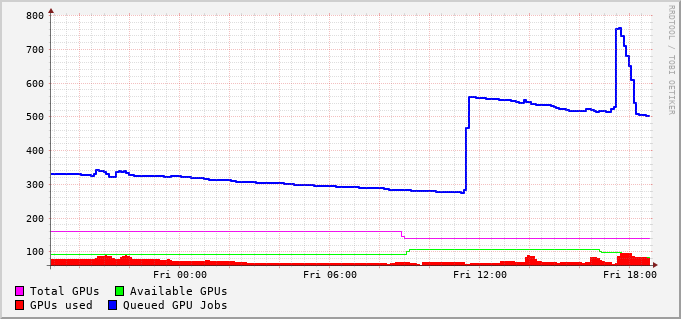 800
700
600
500
400
300
200
100
Fri 00:00 Fri 06:00 Fri 12:00 Fri 18:00
Total GPUs Available GPUs
GPUs used Queued GPU Jobs
RRDTOOL / TOBI OETIKER